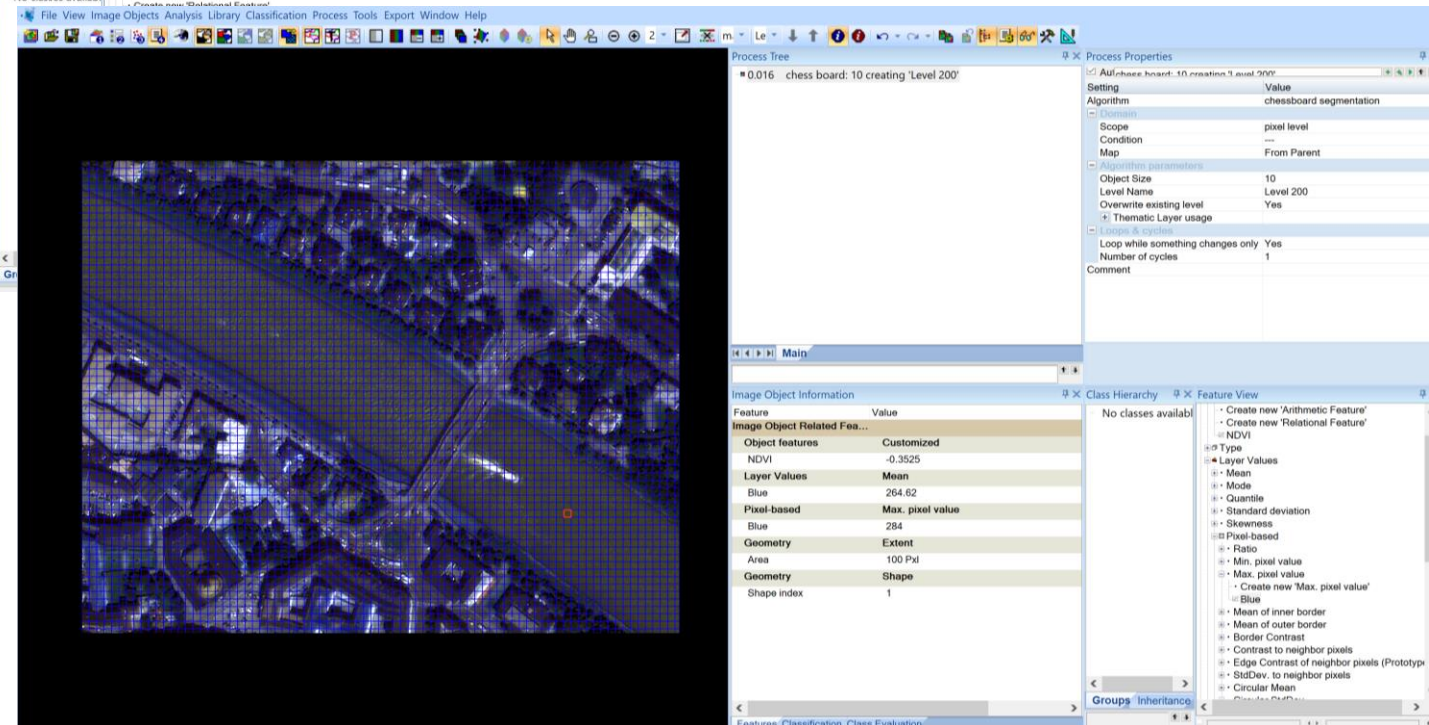 · Create new 'Relational Feature'
File View Image Objects Analysis Library Classification Process Tools Export Window Help
2
m
Le
Process Tree
0.016 chess board: 10 creating 'Level 200'
Main
Process Properties
chess board: 10 creating 'Level 200'
Setting Value
Algorithm chessboard segmentation
Domain
Scope pixel level
Condition ---
Map From Parent
Algorithm parameters
Object Size 10
Level Name Level 200
Overwrite existing level Yes
Thematic Layer usage
Loops & cycles
Loop while something changes only Yes
Number of cycles 1
Comment
Image Object Information
Feature Value
Image Object Related Fea...
Object features Customized
NDVI -0.3525
Layer Values Mean
Blue 264.62
Pixel-based Max. pixel value
Blue 284
Geometry Extent
Area 100 Pxl
Geometry Shape
Shape index 1
Features Classification Class Evaluation
Class Hierarchy
No classes availabl
Groups Inheritance
Feature View
· Create new 'Arithmetic Feature'
· Create new 'Relational Feature'
NDVI
Type
Layer Values
· Mean
· Mode
· Quantile
· Standard deviation
· Skewness
Pixel-based
· Ratio
· Min. pixel value
· Max. pixel value
· Create new 'Max. pixel value'
Blue
· Mean of inner border
· Mean of outer border
· Border Contrast
· Contrast to neighbor pixels
· Edge Contrast of neighbor pixels (Prototype
· StdDev. to neighbor pixels
· Circular Mean